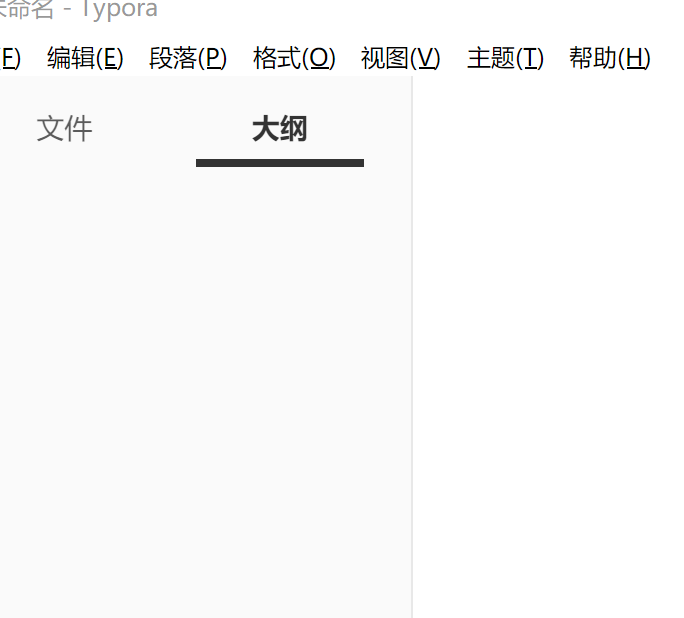 命名 - Typora
(F) 编辑(E) 段落(P) 格式(O) 视图(V) 主题(T) 帮助(H)
文件 大纲